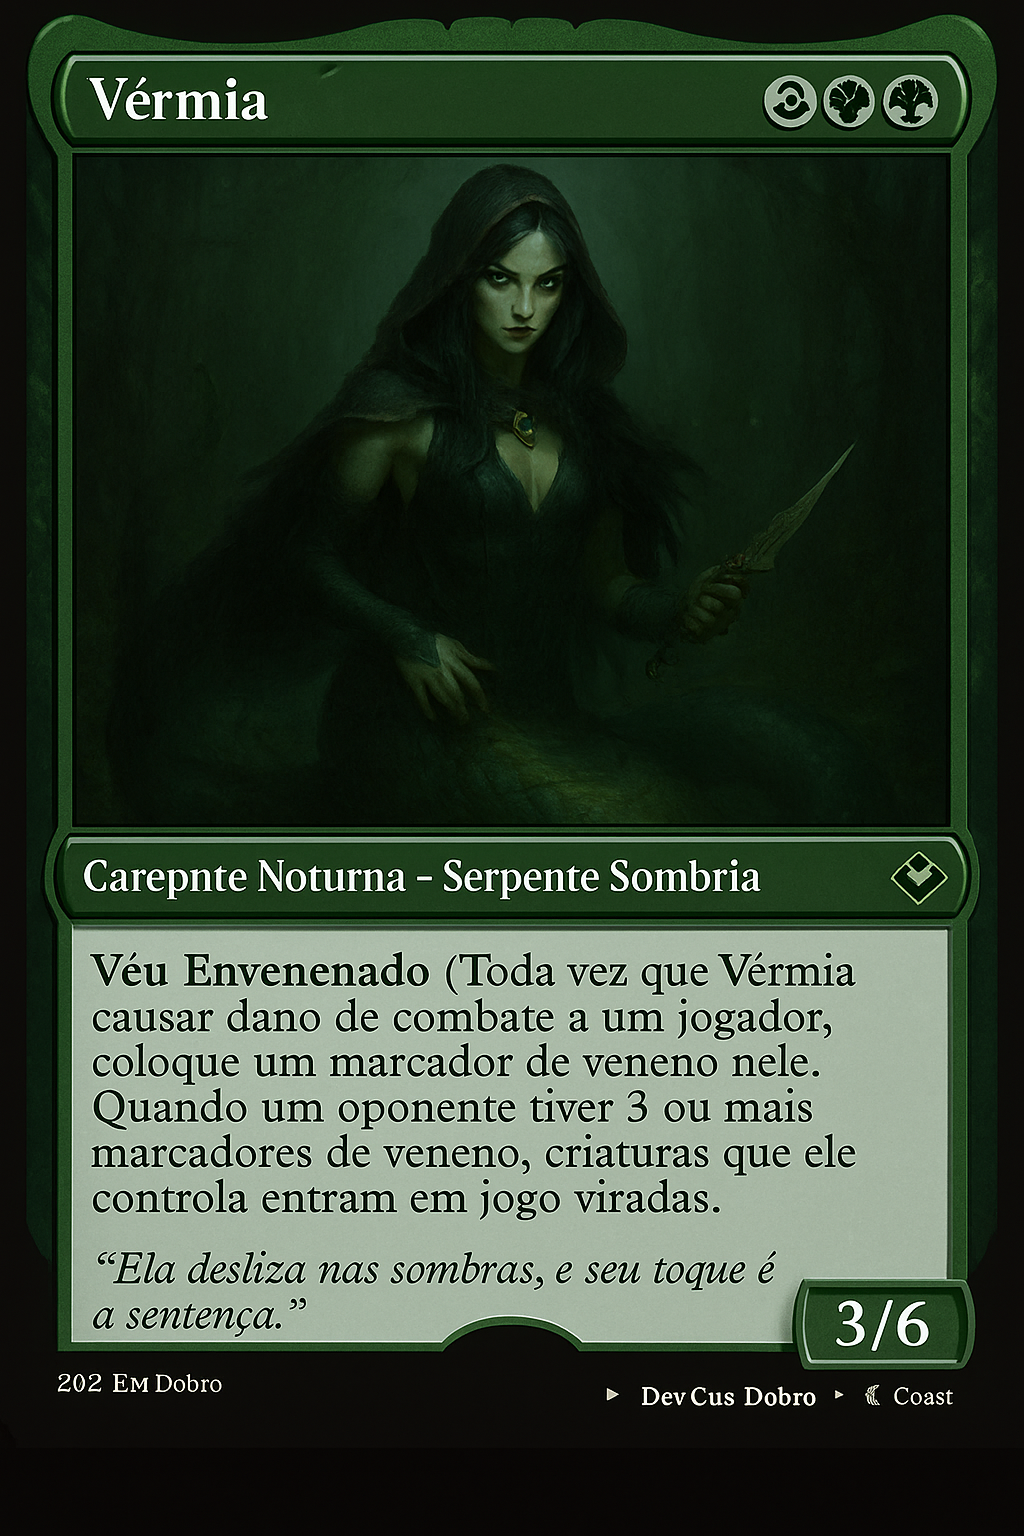 Vérmia
Carepnte Noturna – Serpente Sombria
Véu Envenenado (Toda vez que Vérmia
causar dano de combate a um jogador,
coloque um marcador de veneno nele.
Quando um oponente tiver 3 ou mais
marcadores de veneno, criaturas que ele
controla entram em jogo viradas.
“Ela desliza nas sombras, e seu toque é
a sentença.”
3/6
202 EM Dobro
Dev Cus Dobro
Coast